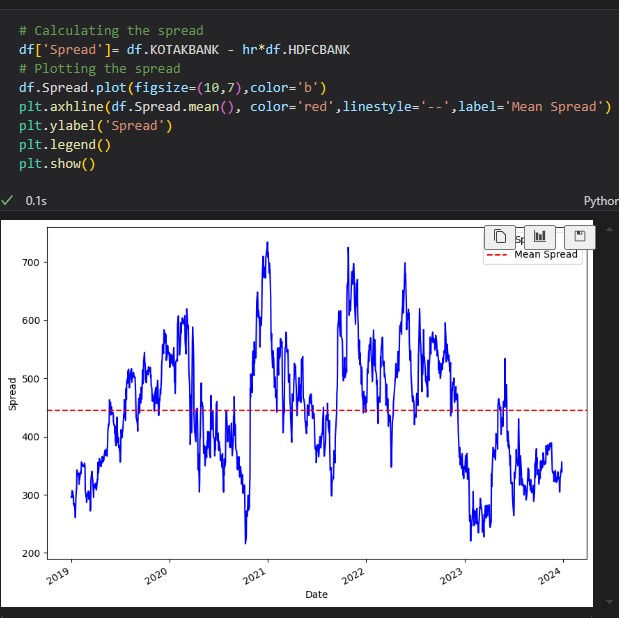 # Calculating the spread
df['Spread']= df.KOTAKBANK - hr*df.HDFCBANK
# Plotting the spread
df.Spread.plot(figsize=(10,7),color='b')
plt.axhline(df.Spread.mean(), color='red',linestyle='--',label='Mean Spread')
plt.ylabel('Spread')
plt.legend()
plt.show()
0.1s
Python
Mean Spread
700
600
500
400
300
200
Spread
2019
2020
2021
2022
2023
2024
Date